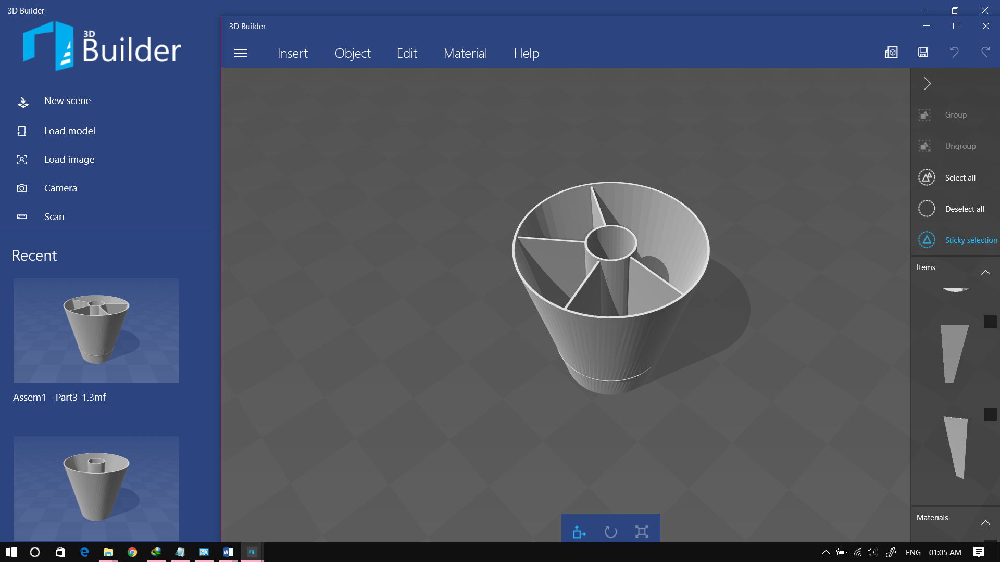 3D Builder
3D
Builder
New scene
Load model
Load image
Camera
Scan
Recent
Assem1 - Part3-1.3mf
3D Builder
Insert Object Edit Material Help
Group
Ungroup
Select all
Deselect all
Sticky selection
Items
Materials
ENG 01:05 AM